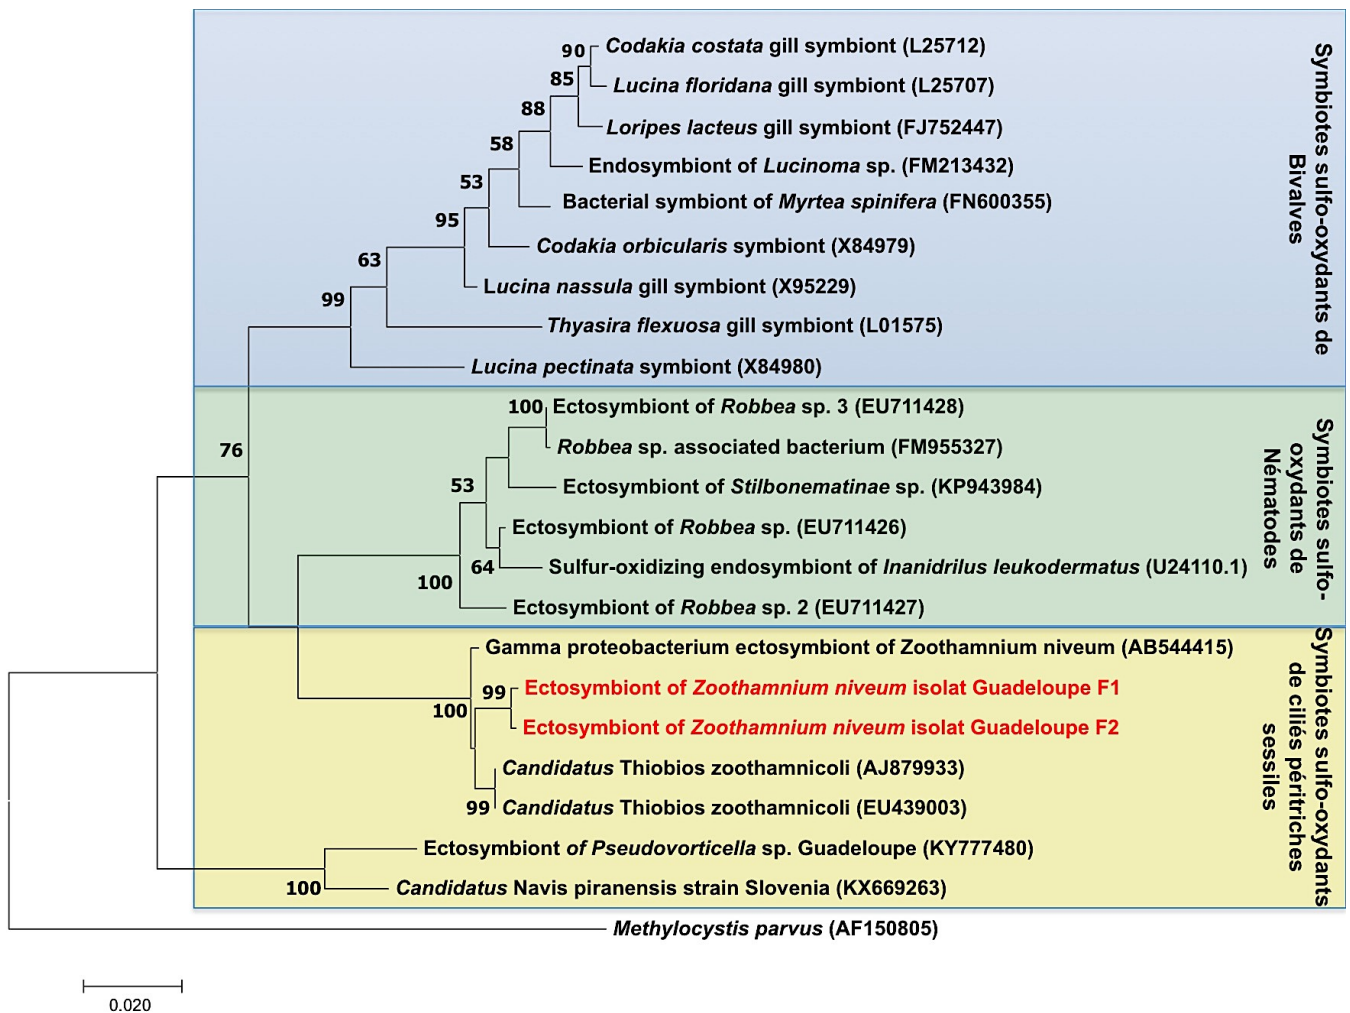 90
Codakia costata gill symbiont (L25712)
85
Lucina floridana gill symbiont (L25707)
88
Loripes lacteus gill symbiont (FJ752447)
58
Endosymbiont of Lucinoma sp. (FM213432)
53
Bacterial symbiont of Myrtea spinifera (FN600355)
95
Codakia orbicularis symbiont (X84979)
63
Lucina nassula gill symbiont (X95229)
99
Thyasira flexuosa gill symbiont (L01575)
Lucina pectinata symbiont (X84980)
Symbiotes sulfo-oxydants de
Bivalves
76
100
Ectosymbiont of Robbea sp. 3 (EU711428)
Robbea sp. associated bacterium (FM955327)
53
Ectosymbiont of Stilbonematinae sp. (KP943984)
Ectosymbiont of Robbea sp. (EU711426)
64
Sulfur-oxidizing endosymbiont of Inanidrilus leukodermatus (U24110.1)
100
Ectosymbiont of Robbea sp. 2 (EU711427)
Symbiotes sulfo-
oxydants de
Nématodes
Gamma proteobacterium ectosymbiont of Zoothamnium niveum (AB544415)
99
Ectosymbiont of Zoothamnium niveum isolat Guadeloupe F1
100
Ectosymbiont of Zoothamnium niveum isolat Guadeloupe F2
Candidatus Thiobios zoothamnicoli (AJ879933)
99
Candidatus Thiobios zoothamnicoli (EU439003)
Ectosymbiont of Pseudovorticella sp. Guadeloupe (KY777480)
100
Candidatus Navis piranensis strain Slovenia (KX669263)
Symbiotes sulfo-oxydants
de ciliés péritriches
sessiles
Methylocystis parvus (AF150805)
0.020